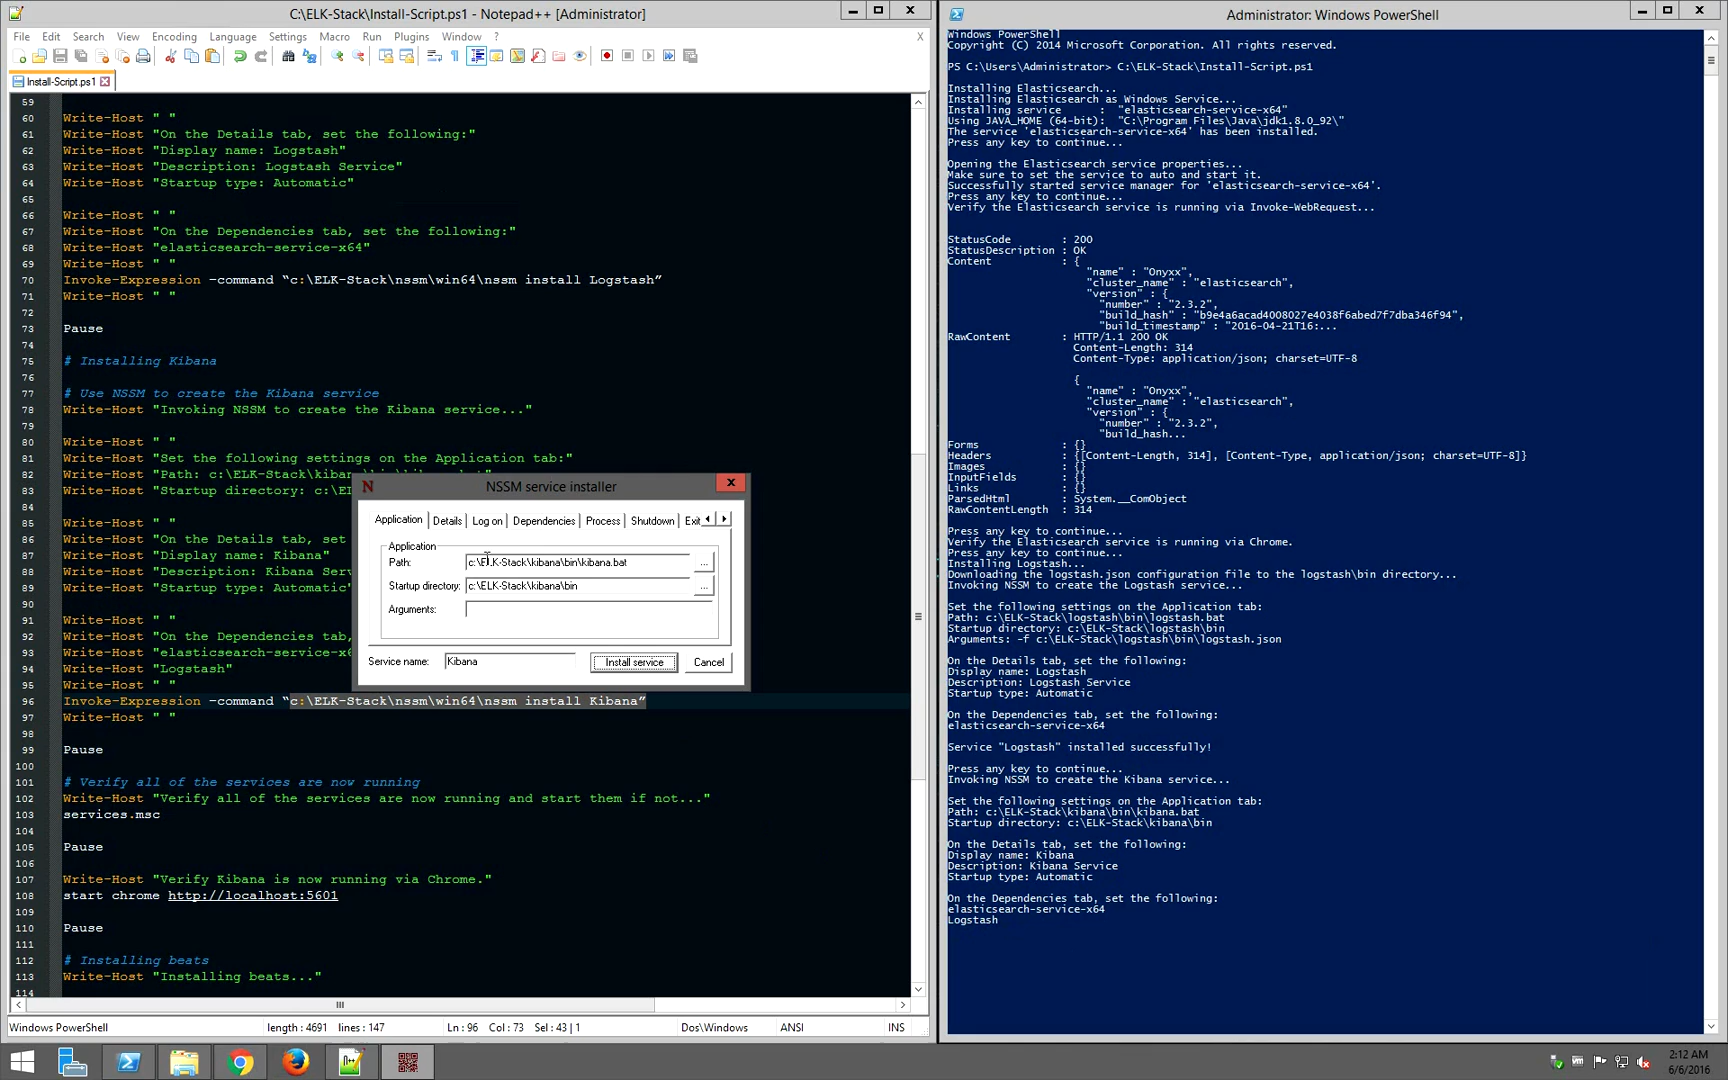 C:\ELK-Stack\Install-Script.ps1 - Notepad++ [Administrator]
File Edit Search View Encoding Language Settings Macro Run Plugins Window ? X
Install-Script.ps1
59
60 Write-Host " "
61 Write-Host "On the Details tab, set the following:"
62 Write-Host "Display name: Logstash"
63 Write-Host "Description: Logstash Service"
64 Write-Host "Startup type: Automatic"
65
66 Write-Host " "
67 Write-Host "On the Dependencies tab, set the following:"
68 Write-Host "elasticsearch-service-x64"
69 Write-Host " "
70 Invoke-Expression –command “c:\ELK-Stack\nssm\win64\nssm install Logstash”
71 Write-Host " "
72
73 Pause
74
75 # Installing Kibana
76
77 # Use NSSM to create the Kibana service
78 Write-Host "Invoking NSSM to create the Kibana service..."
79
80 Write-Host " "
81 Write-Host "Set the following settings on the Application tab:"
82 Write-Host "Path: c:\ELK-Stack\kibana\bin\kibana.bat"
83 Write-Host "Startup directory: c:\E
84
85 Write-Host " "
86 Write-Host "On the Details tab, set
87 Write-Host "Display name: Kibana"
88 Write-Host "Description: Kibana Serv
89 Write-Host "Startup type: Automatic"
90
91 Write-Host " "
92 Write-Host "On the Dependencies tab,
93 Write-Host "elasticsearch-service-x6
94 Write-Host "Logstash"
95 Write-Host " "
96 Invoke-Expression –command “c:\ELK-Stack\nssm\win64\nssm install Kibana”
97 Write-Host " "
98
99 Pause
100
101 # Verify all of the services are now running
102 Write-Host "Verify all of the services are now running and start them if not..."
103 services.msc
104
105 Pause
106
107 Write-Host "Verify Kibana is now running via Chrome."
108 start chrome http://localhost:5601
109
110 Pause
111
112 # Installing beats
113 Write-Host "Installing beats..."
114
NSSM service installer
Application Details Log on Dependencies Process Shutdown Exit
Application
Path: c:\ELK-Stack\kibana\bin\kibana.bat ...
Startup directory: c:\ELK-Stack\kibana\bin ...
Arguments:
Service name: Kibana Install service Cancel
Windows PowerShell length : 4691 lines : 147 Ln : 96 Col : 73 Sel : 43 | 1 Dos\Windows ANSI INS
Administrator: Windows PowerShell
Windows PowerShell
Copyright (C) 2014 Microsoft Corporation. All rights reserved.
PS C:\Users\Administrator> C:\ELK-Stack\Install-Script.ps1
Installing Elasticsearch...
Installing Elasticsearch as Windows Service...
Installing service : "elasticsearch-service-x64"
Using JAVA_HOME (64-bit): "C:\Program Files\Java\jdk1.8.0_92\"
The service 'elasticsearch-service-x64' has been installed.
Press any key to continue...
Opening the Elasticsearch service properties...
Make sure to set the service to auto and start it.
Successfully started service manager for 'elasticsearch-service-x64'.
Press any key to continue...
Verify the Elasticsearch service is running via Invoke-WebRequest...
StatusCode : 200
StatusDescription : OK
Content : {
"name" : "Onyxx",
"cluster_name" : "elasticsearch",
"version" : {
"number" : "2.3.2",
"build_hash" : "b9e4a6acad4008027e4038f6abed7f7dba346f94",
"build_timestamp" : "2016-04-21T16:...
RawContent : HTTP/1.1 200 OK
Content-Length: 314
Content-Type: application/json; charset=UTF-8
{
"name" : "Onyxx",
"cluster_name" : "elasticsearch",
"version" : {
"number" : "2.3.2",
"build_hash...
Forms : {}
Headers : {[Content-Length, 314], [Content-Type, application/json; charset=UTF-8]}
Images : {}
InputFields : {}
Links : {}
ParsedHtml : System.__ComObject
RawContentLength : 314
Press any key to continue...
Verify the Elasticsearch service is running via Chrome.
Press any key to continue...
Installing Logstash...
Downloading the logstash.json configuration file to the logstash\bin directory...
Invoking NSSM to create the Logstash service...
Set the following settings on the Application tab:
Path: c:\ELK-Stack\logstash\bin\logstash.bat
Startup directory: c:\ELK-Stack\logstash\bin
Arguments: -f c:\ELK-Stack\logstash\bin\logstash.json
On the Details tab, set the following:
Display name: Logstash
Description: Logstash Service
Startup type: Automatic
On the Dependencies tab, set the following:
elasticsearch-service-x64
Service "Logstash" installed successfully!
Press any key to continue...
Invoking NSSM to create the Kibana service...
Set the following settings on the Application tab:
Path: c:\ELK-Stack\kibana\bin\kibana.bat
Startup directory: c:\ELK-Stack\kibana\bin
On the Details tab, set the following:
Display name: Kibana
Description: Kibana Service
Startup type: Automatic
On the Dependencies tab, set the following:
elasticsearch-service-x64
Logstash
2:12 AM
6/6/2016